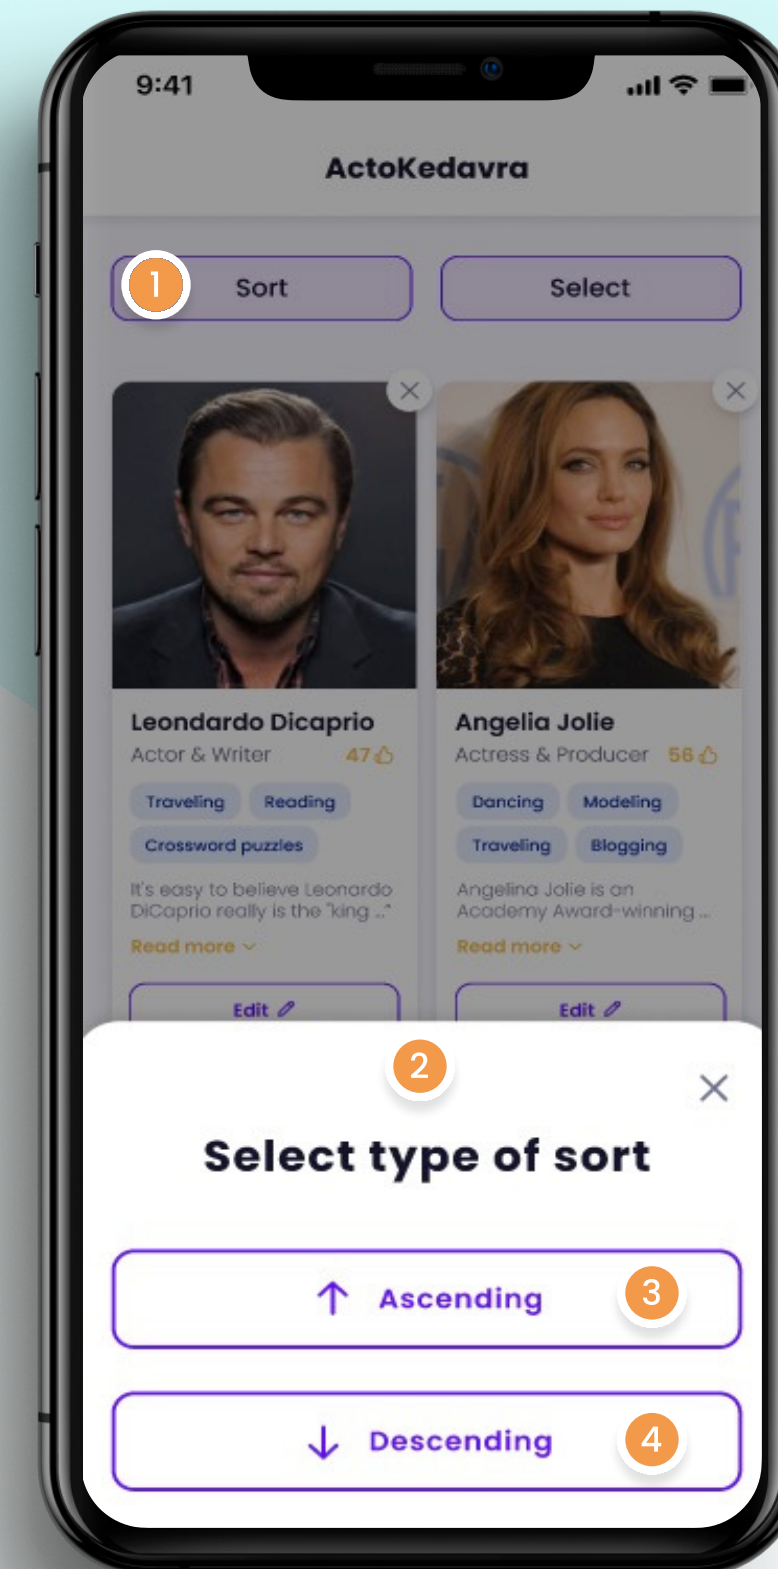 9:41
ActoKedavra
1
Sort
Select
Leondardo Dicaprio
Actor & Writer 47
Traveling Reading
Crossword puzzles
It's easy to believe Leonardo
DiCaprio really is the "king ..."
Read more
Edit
Angelia Jolie
Actress & Producer 56
Dancing Modeling
Traveling Blogging
Angelina Jolie is an
Academy Award-winning ...
Read more
Edit
2
Select type of sort
Ascending 3
Descending 4